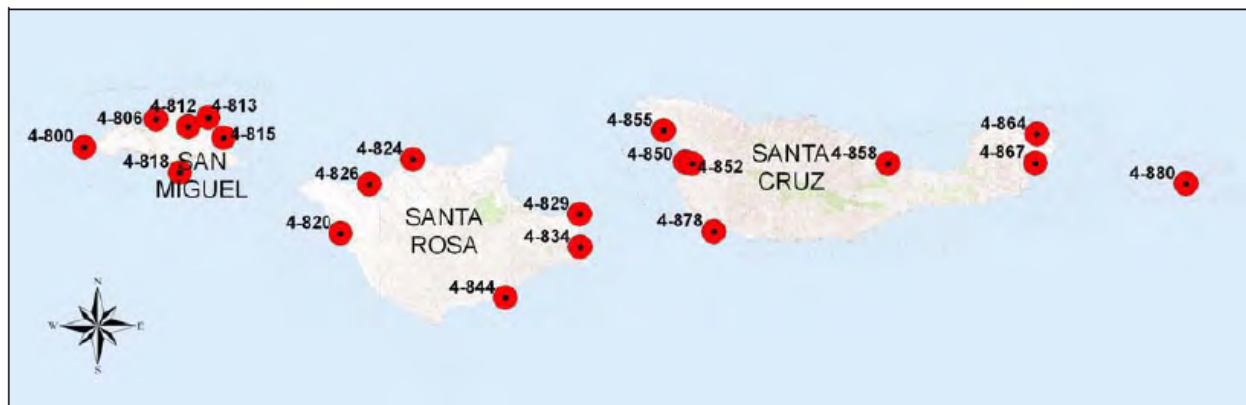 4-800
4-806
4-812
4-813
4-815
4-818
SAN
MIGUEL
4-820
4-824
4-826
4-829
4-834
4-844
SANTA
ROSA
4-850
4-852
4-855
4-858
4-864
4-867
4-878
4-880
SANTA
CRUZ
N
W
E
S